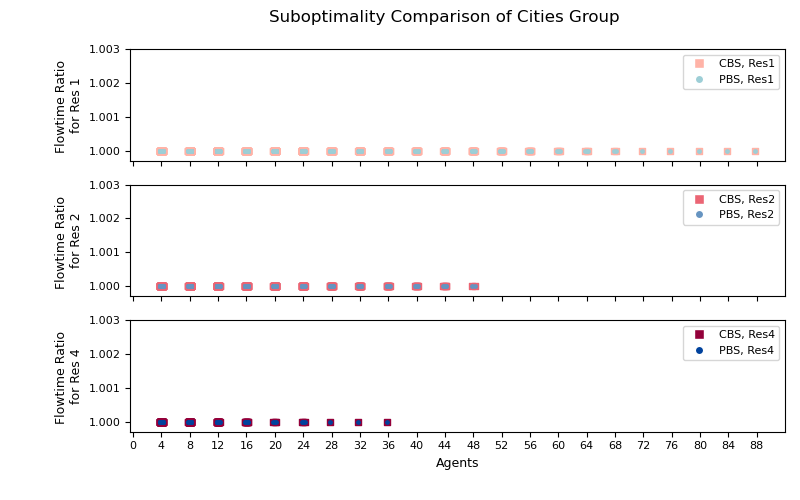 Suboptimality Comparison of Cities Group
Flowtime Ratio
for Res 1
1.003
1.002
1.001
1.000
CBS, Res1
PBS, Res1
Flowtime Ratio
for Res 2
1.003
1.002
1.001
1.000
CBS, Res2
PBS, Res2
Flowtime Ratio
for Res 4
1.003
1.002
1.001
1.000
CBS, Res4
PBS, Res4
0 4 8 12 16 20 24 28 32 36 40 44 48 52 56 60 64 68 72 76 80 84 88
Agents